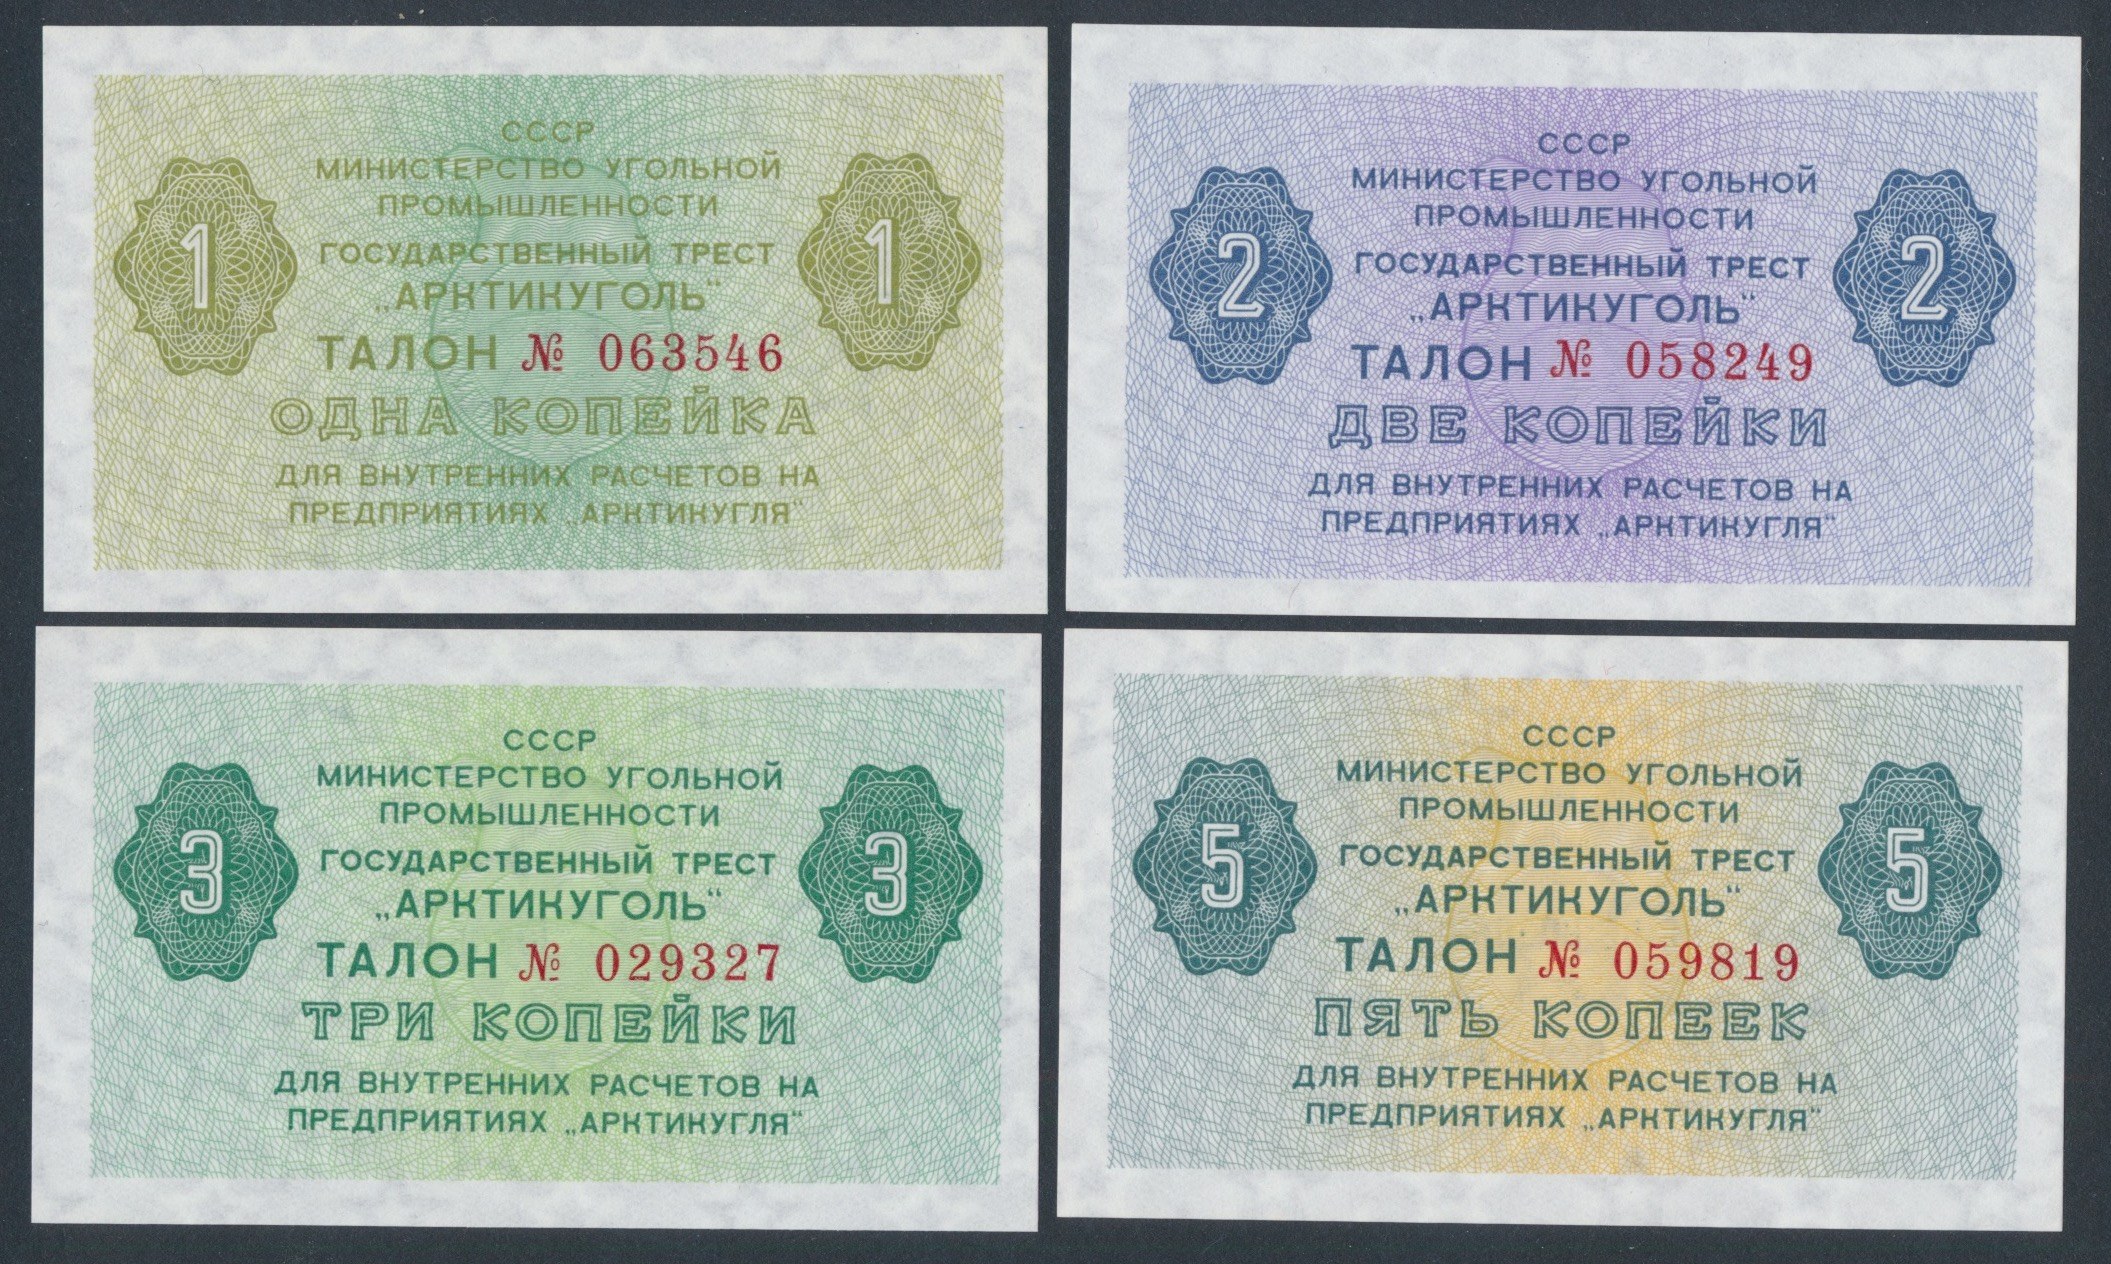 СССР
МИНИСТЕРСТВО УГОЛЬНОЙ
ПРОМЫШЛЕННОСТИ
ГОСУДАРСТВЕННЫЙ ТРЕСТ
„АРКТИКУГОЛЬ“
1 1
ТАЛОН № 063546
ОДНА КОПЕЙКА
ДЛЯ ВНУТРЕННИХ РАСЧЕТОВ НА
ПРЕДПРИЯТИЯХ „АРКТИКУГЛЯ“
СССР
МИНИСТЕРСТВО УГОЛЬНОЙ
ПРОМЫШЛЕННОСТИ
ГОСУДАРСТВЕННЫЙ ТРЕСТ
„АРКТИКУГОЛЬ“
2 2
ТАЛОН № 058249
ДВЕ КОПЕЙКИ
ДЛЯ ВНУТРЕННИХ РАСЧЕТОВ НА
ПРЕДПРИЯТИЯХ „АРКТИКУГЛЯ“
СССР
МИНИСТЕРСТВО УГОЛЬНОЙ
ПРОМЫШЛЕННОСТИ
ГОСУДАРСТВЕННЫЙ ТРЕСТ
„АРКТИКУГОЛЬ“
3 3
ТАЛОН № 029327
ТРИ КОПЕЙКИ
ДЛЯ ВНУТРЕННИХ РАСЧЕТОВ НА
ПРЕДПРИЯТИЯХ „АРКТИКУГЛЯ“
СССР
МИНИСТЕРСТВО УГОЛЬНОЙ
ПРОМЫШЛЕННОСТИ
ГОСУДАРСТВЕННЫЙ ТРЕСТ
„АРКТИКУГОЛЬ“
5 5
ТАЛОН № 059819
ПЯТЬ КОПЕЕК
ДЛЯ ВНУТРЕННИХ РАСЧЕТОВ НА
ПРЕДПРИЯТИЯХ „АРКТИКУГЛЯ“